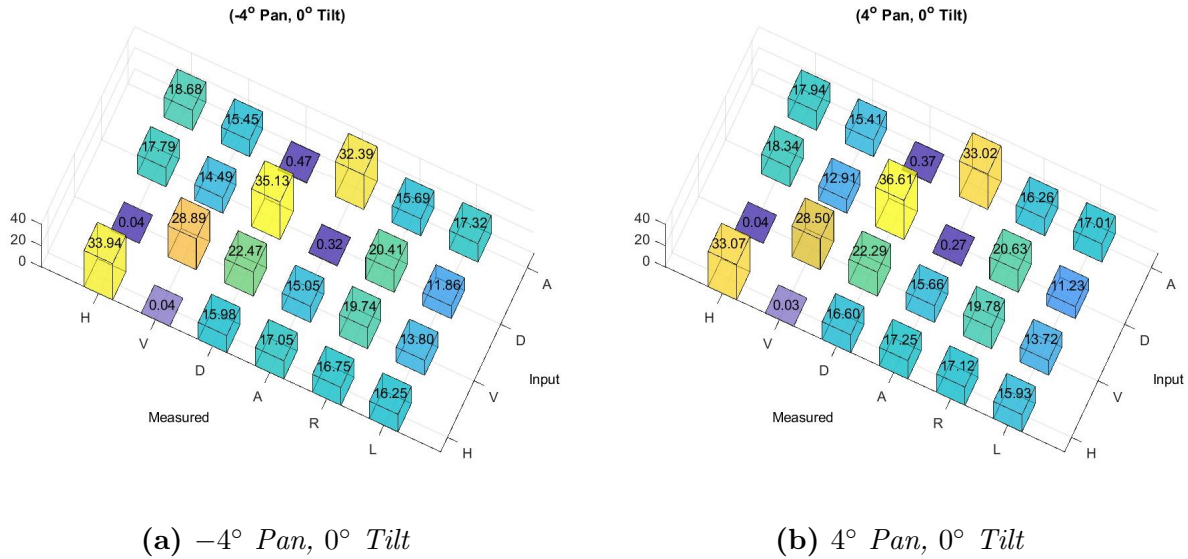 (-4° Pan, 0° Tilt)
18.68 15.45 0.47 32.39 15.69 17.32
17.79 14.49 35.13 0.32 20.41 11.86
0.04 28.89 22.47 15.05 19.74 13.80
33.94 0.04 15.98 17.05 16.75 16.25
40
20
0
H V D A R L
Measured
A
D
V
H
Input
(4° Pan, 0° Tilt)
17.94 15.41 0.37 33.02 16.26 17.01
18.34 12.91 36.61 0.27 20.63 11.23
0.04 28.50 22.29 15.66 19.78 13.72
33.07 0.03 16.60 17.25 17.12 15.93
40
20
0
H V D A R L
Measured
A
D
V
H
Input
(a) −4° Pan, 0° Tilt
(b) 4° Pan, 0° Tilt